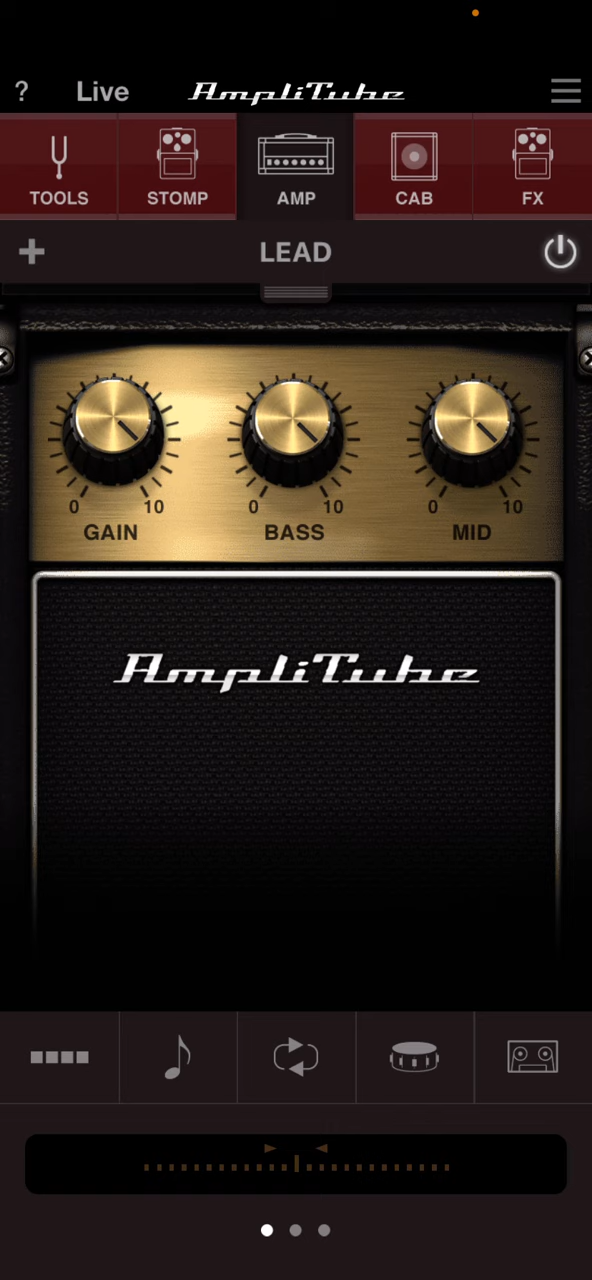 ? Live AmpliTube
TOOLS STOMP AMP CAB FX
+ LEAD
0 10 0 10 0 10
GAIN BASS MID
AmpliTube